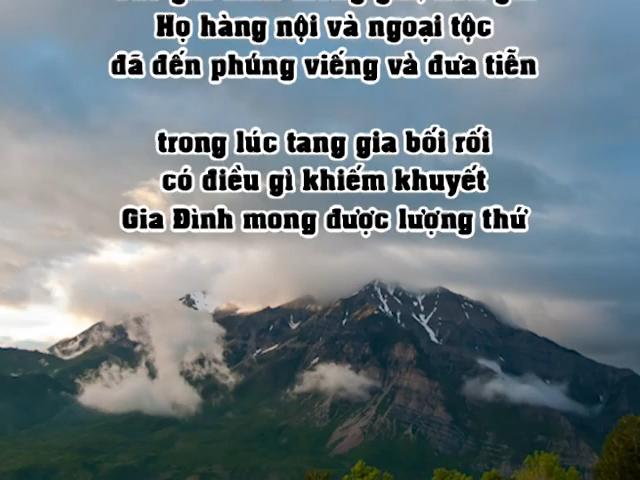 Họ hàng nội và ngoại tộc
đã đến phúng viếng và đưa tiễn
trong lúc tang gia bối rối
có điều gì khiếm khuyết
Gia Đình mong được lượng thứ